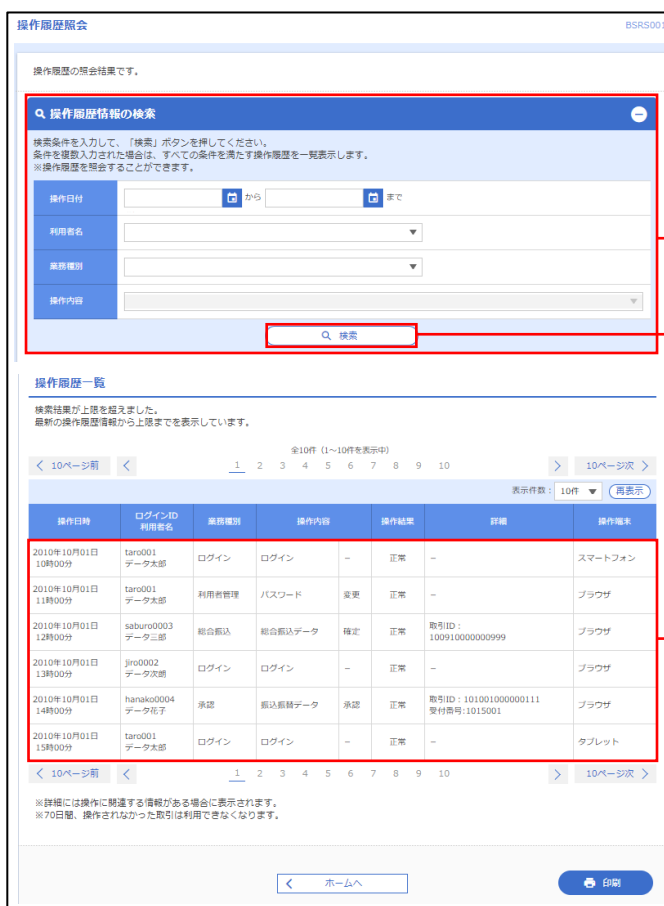 操作履歴照会 BSRS001
操作履歴の照会結果です。
操作履歴情報の検索
検索条件を入力して、「検索」ボタンを押してください。
条件を複数入力された場合は、すべての条件を満たす操作履歴を一覧表示します。
※操作履歴を照会することができます。
操作日付 から まで
利用者名
業務種別
操作内容
検索
操作履歴一覧
検索結果が上限を超えました。
最新の操作履歴情報から上限までを表示しています。
全10件（1～10件を表示中）
< 10ページ前 < 1 2 3 4 5 6 7 8 9 10 > 10ページ次 >
表示件数： 10件 ▼ 再表示
操作日時 ログインID 利用者名 業務種別 操作内容 操作結果 詳細 操作端末
2010年10月01日 10時00分 taro001 データ太郎 ログイン ログイン － 正常 － スマートフォン
2010年10月01日 11時00分 taro001 データ太郎 利用者管理 パスワード 変更 正常 － ブラウザ
2010年10月01日 12時00分 saburo0003 データ三郎 総合振込 総合振込データ 確定 正常 取引ID： 100910000000999 ブラウザ
2010年10月01日 13時00分 jiro0002 データ次朗 ログイン ログイン － 正常 － ブラウザ
2010年10月01日 14時00分 hanako0004 データ花子 承認 振込振替データ 承認 正常 取引ID：101001000000111 受付番号:1015001 ブラウザ
2010年10月01日 15時00分 taro001 データ太郎 ログイン ログイン － 正常 － タブレット
< 10ページ前 < 1 2 3 4 5 6 7 8 9 10 > 10ページ次 >
※詳細には操作に関連する情報がある場合に表示されます。
※70日間、操作されなかった取引は利用できなくなります。
< ホームへ 印刷